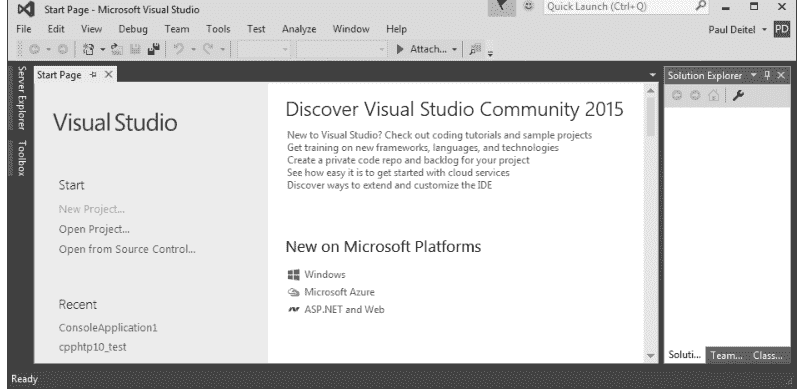 Start Page - Microsoft Visual Studio
Quick Launch (Ctrl+Q)
File Edit View Debug Team Tools Test Analyze Window Help
Paul Deitel PD
Attach...
Server Explorer
Toolbox
Start Page
Solution Explorer
Visual Studio
Start
New Project...
Open Project...
Open from Source Control...
Recent
ConsoleApplication1
cpphtp10_test
Discover Visual Studio Community 2015
New to Visual Studio? Check out coding tutorials and sample projects
Get training on new frameworks, languages, and technologies
Create a private code repo and backlog for your project
See how easy it is to get started with cloud services
Discover ways to extend and customize the IDE
New on Microsoft Platforms
Windows
Microsoft Azure
ASP.NET and Web
Soluti... Team... Class...
Ready